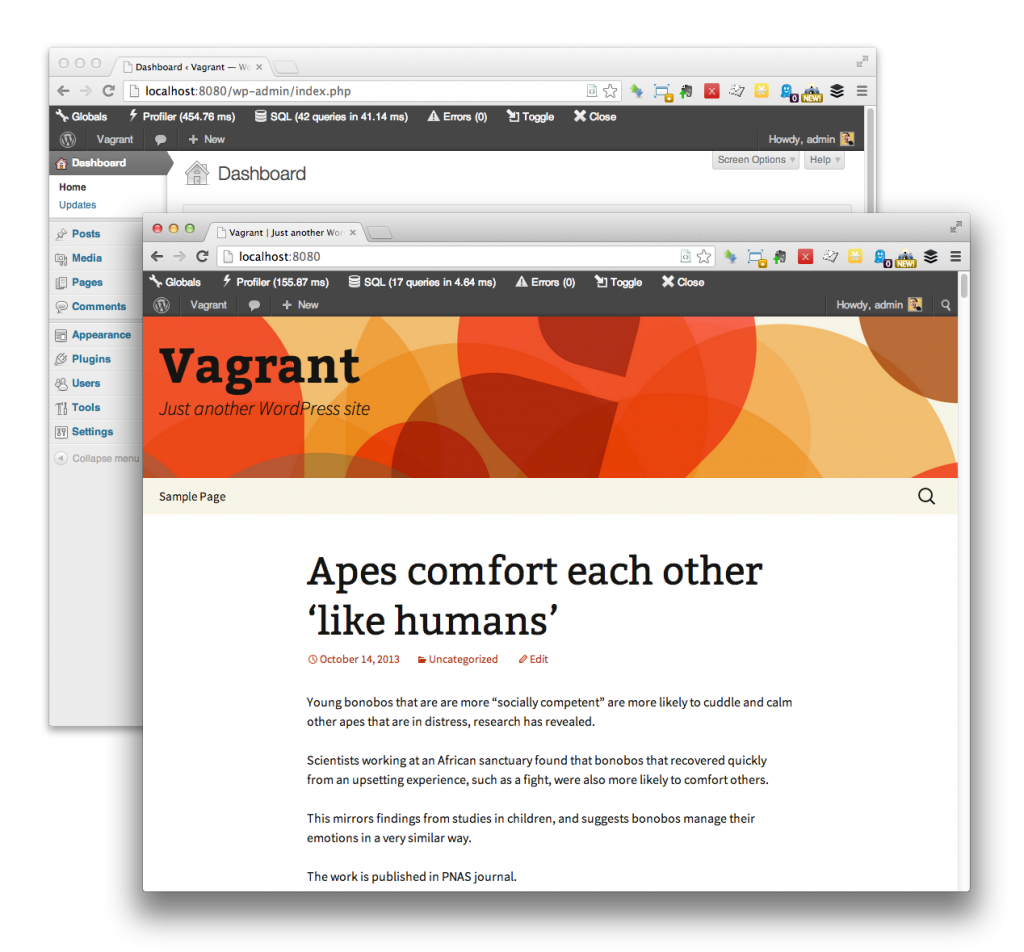 Dashboard ‹ Vagrant — Wo
localhost:8080/wp-admin/index.php
0
NEW!
Globals Profiler (454.76 ms) SQL (42 queries in 41.14 ms) Errors (0) Toggle Close
Vagrant + New Howdy, admin
Dashboard
Home
Updates
Posts
Media
Pages
Comments
Appearance
Plugins
Users
Tools
Settings
Collapse menu
Screen Options Help
Dashboard
Vagrant | Just another Wor
localhost:8080
0
NEW!
Globals Profiler (155.87 ms) SQL (17 queries in 4.64 ms) Errors (0) Toggle Close
Vagrant + New Howdy, admin
Vagrant
Just another WordPress site
Sample Page
Apes comfort each other
‘like humans’
October 14, 2013 Uncategorized Edit
Young bonobos that are are more “socially competent” are more likely to cuddle and calm
other apes that are in distress, research has revealed.
Scientists working at an African sanctuary found that bonobos that recovered quickly
from an upsetting experience, such as a fight, were also more likely to comfort others.
This mirrors findings from studies in children, and suggests bonobos manage their
emotions in a very similar way.
The work is published in PNAS journal.